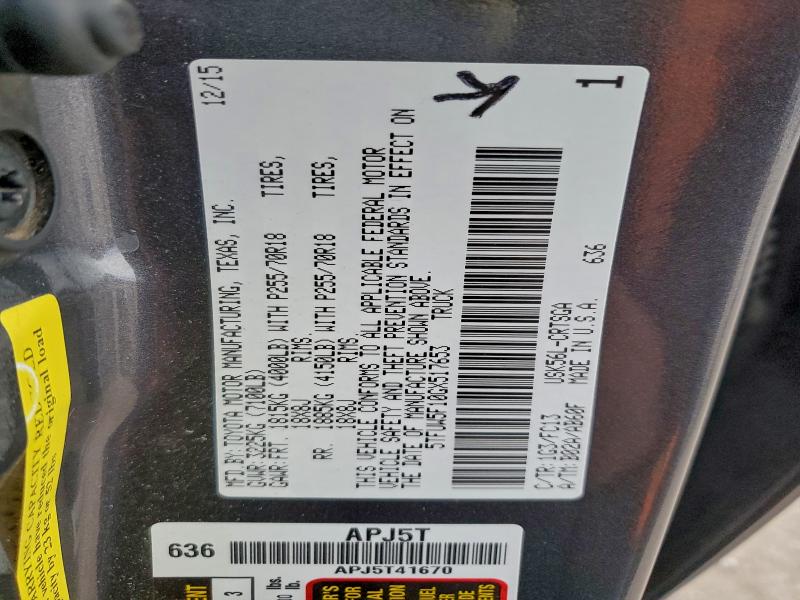 12/15
MFD.BY:TOYOTA MOTOR MANUFACTURING, TEXAS, INC.
GVWR:3225KG (7100LB)
GAWR:FRT. 1815KG (4000LB) WITH P255/70R18 TIRES,
18X8J RIMS,
RR. 1885KG (4150LB) WITH P255/70R18 TIRES,
18X8J RIMS,
THIS VEHICLE CONFORMS TO ALL APPLICABLE FEDERAL MOTOR
VEHICLE SAFETY AND THEFT PREVENTION STANDARDS IN EFFECT ON
THE DATE OF MANUFACTURE SHOWN ABOVE.
5TFUW5F10GX517653 TRUCK
C/TR:1G3/FC13 USK56L-CRTSGA
A/TM:B02A/AB60F MADE IN U.S.A. 636
1
636
APJ5T
APJ5T41670